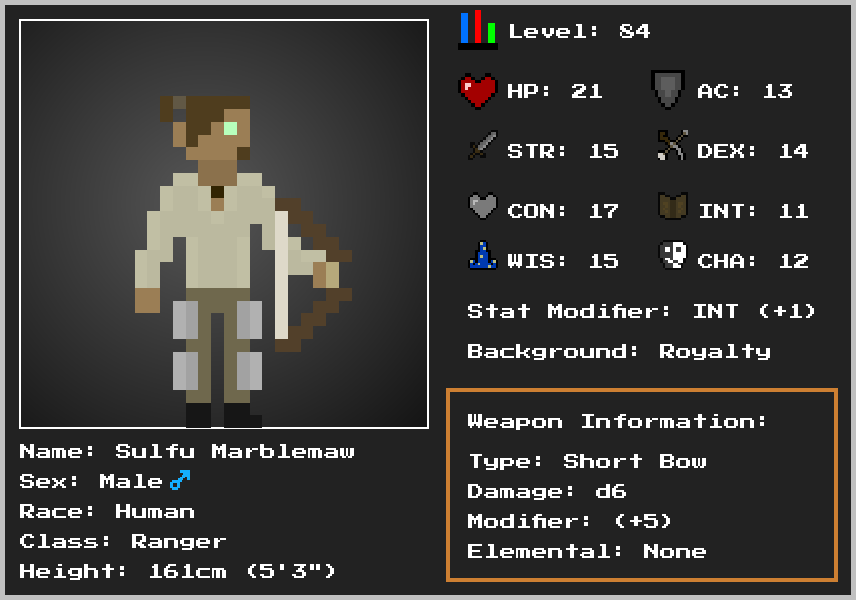 Level: 84
HP: 21 AC: 13
STR: 15 DEX: 14
CON: 17 INT: 11
WIS: 15 CHA: 12
Stat Modifier: INT (+1)
Background: Royalty
Weapon Information:
Type: Short Bow
Damage: d6
Modifier: (+5)
Elemental: None
Name: Sulfu Marblemaw
Sex: Male ♂
Race: Human
Class: Ranger
Height: 161cm (5'3")